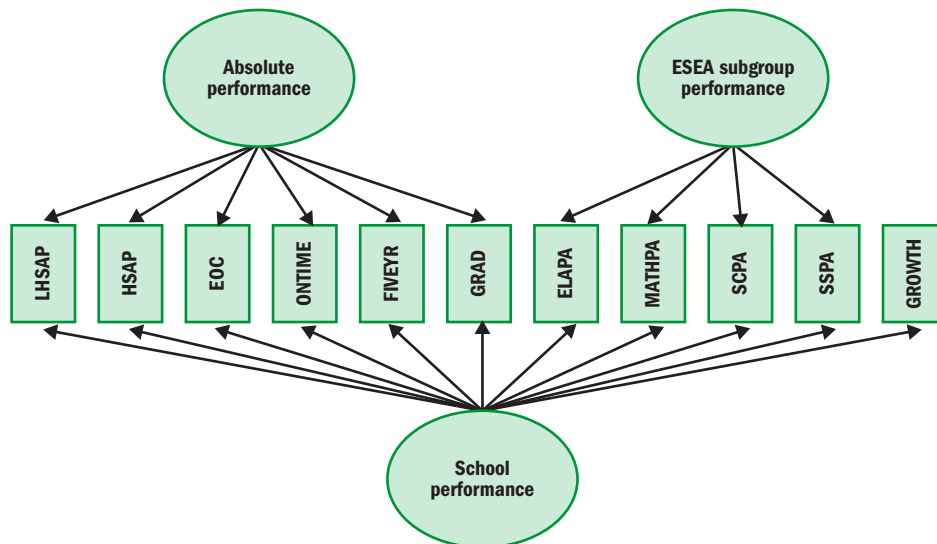 Absolute
performance
ESEA subgroup
performance
LHSAP
HSAP
EOC
ONTIME
FIVEYR
GRAD
ELAPA
MATHPA
SCPA
SSPA
GROWTH
School
performance